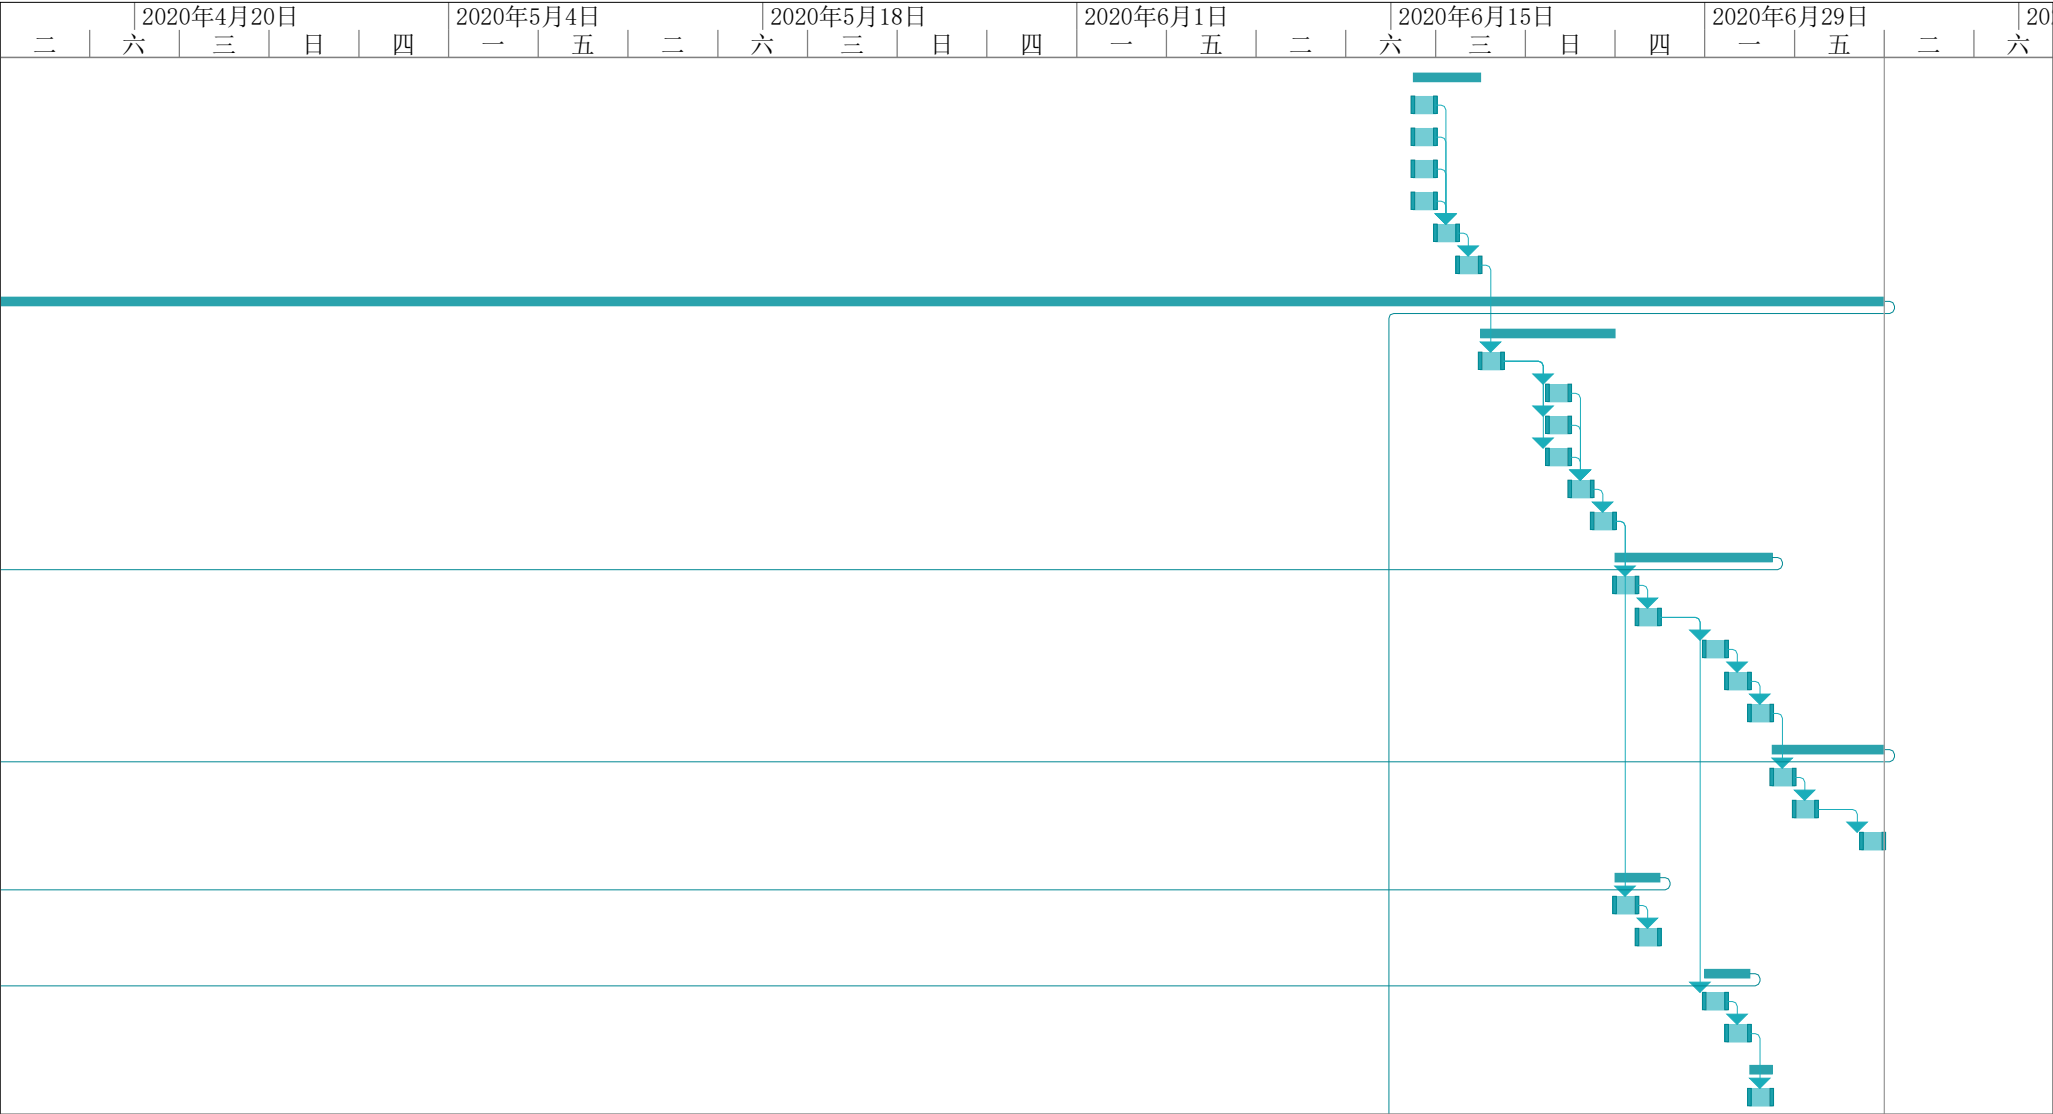 2020年4月20日 2020年5月4日 2020年5月18日 2020年6月1日 2020年6月15日 2020年6月29日 20
二 六 三 日 四 一 五 二 六 三 日 四 一 五 二 六 三 日 四 一 五 二 六